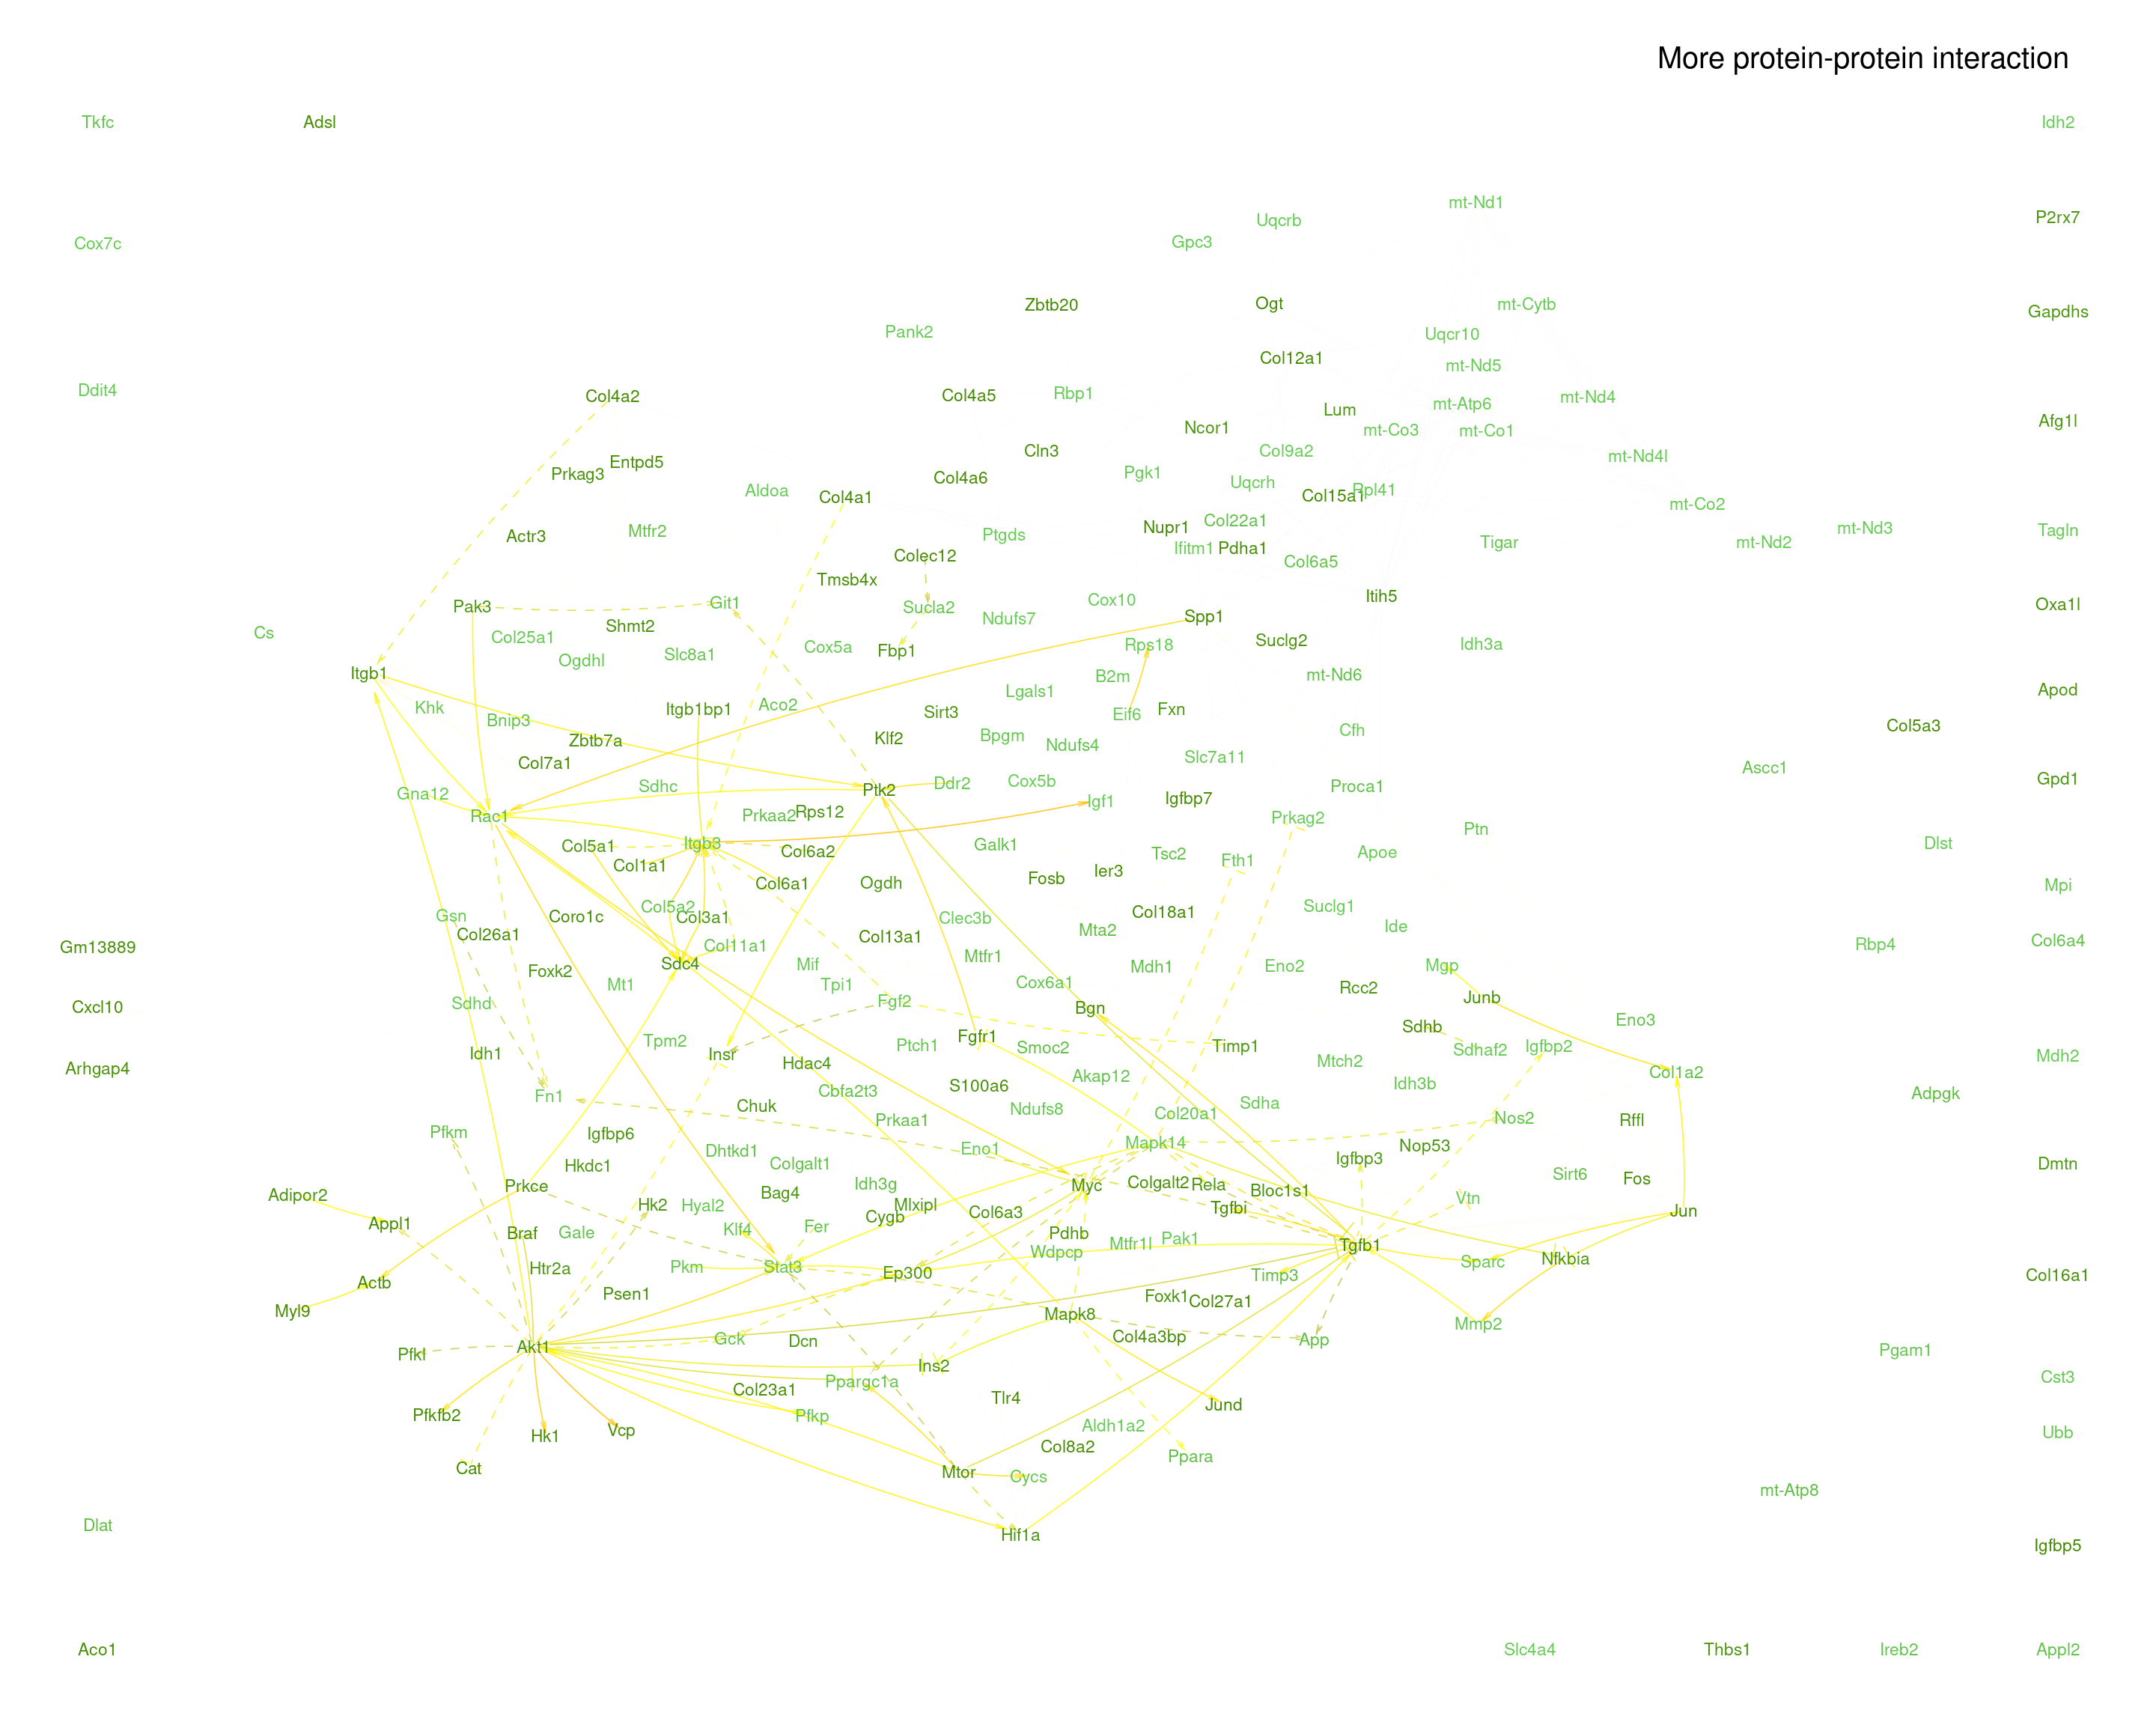 More protein-protein interaction
Tkfc
Adsl
Idh2
mt-Nd1
P2rx7
Uqcrb
Cox7c
Gpc3
Zbtb20
Ogt
mt-Cytb
Gapdhs
Pank2
Uqcr10
Col12a1
mt-Nd5
Ddit4
Col4a2
Col4a5
Rbp1
mt-Nd4
Lum
mt-Atp6
Afg1l
Ncor1
mt-Co3
mt-Co1
Cln3
Col9a2
mt-Nd4l
Prkag3
Entpd5
Col4a6
Pgk1
Uqcrh
Aldoa
Col4a1
Col15a1
Rpl41
mt-Co2
Actr3
Mtfr2
Ptgds
Nupr1
Col22a1
mt-Nd3
Tagln
Ifitm1
Pdha1
Tigar
mt-Nd2
Colec12
Col6a5
Tmsb4x
Pak3
Git1
Sucla2
Cox10
Itih5
Oxa1l
Ndufs7
Spp1
Cs
Col25a1
Shmt2
Cox5a
Fbp1
Rps18
Suclg2
Idh3a
Ogdhl
Slc8a1
Itgb1
B2m
mt-Nd6
Lgals1
Apod
Khk
Bnip3
Itgb1bp1
Aco2
Sirt3
Eif6
Fxn
Col5a3
Zbtb7a
Klf2
Bpgm
Ndufs4
Cfh
Col7a1
Slc7a11
Ascc1
Gna12
Sdhc
Ptk2
Ddr2
Cox5b
Proca1
Gpd1
Rac1
Prkaa2
Rps12
Igf1
Igfbp7
Prkag2
Ptn
Col5a1
Itgb3
Col6a2
Galk1
Tsc2
Fth1
Apoe
Dlst
Col1a1
Col6a1
Ogdh
Fosb
Ier3
Mpi
Gsn
Coro1c
Col5a2
Col3a1
Clec3b
Col18a1
Suclg1
Gm13889
Col26a1
Col11a1
Col13a1
Mta2
Ide
Rbp4
Col6a4
Foxk2
Sdc4
Mif
Mtfr1
Mdh1
Eno2
Mgp
Mt1
Tpi1
Cox6a1
Rcc2
Junb
Cxcl10
Sdhd
Fgf2
Bgn
Sdhb
Eno3
Idh1
Tpm2
Insr
Fgfr1
Ptch1
Smoc2
Timp1
Sdhaf2
Igfbp2
Mdh2
Arhgap4
Hdac4
Mtch2
Col1a2
Fn1
Cbfa2t3
S100a6
Akap12
Idh3b
Adpgk
Chuk
Prkaa1
Ndufs8
Col20a1
Sdha
Nos2
Rffl
Pfkm
Igfbp6
Dhtkd1
Eno1
Mapk14
Nop53
Hkdc1
Colgalt1
Igfbp3
Dmtn
Adipor2
Prkce
Bag4
Idh3g
Myc
Colgalt2
Rela
Bloc1s1
Vtn
Sirt6
Fos
Appl1
Hk2
Hyal2
Mlxipl
Col6a3
Tgfbi
Jun
Braf
Gale
Klf4
Fer
Cygb
Pdhb
Mtfr1l
Pak1
Tgfb1
Htr2a
Pkm
Stat3
Ep300
Wdpcp
Timp3
Sparc
Nfkbia
Col16a1
Actb
Psen1
Foxk1
Col27a1
Myl9
Mapk8
Mmp2
Pfkl
Akt1
Gck
Dcn
Col4a3bp
App
Pgam1
Ins2
Cst3
Ppargc1a
Col23a1
Tlr4
Jund
Pfkfb2
Pfkp
Aldh1a2
Ubb
Hk1
Vcp
Col8a2
Ppara
Cat
Mtor
Cycs
mt-Atp8
Dlat
Hif1a
Igfbp5
Aco1
Slc4a4
Thbs1
Ireb2
Appl2